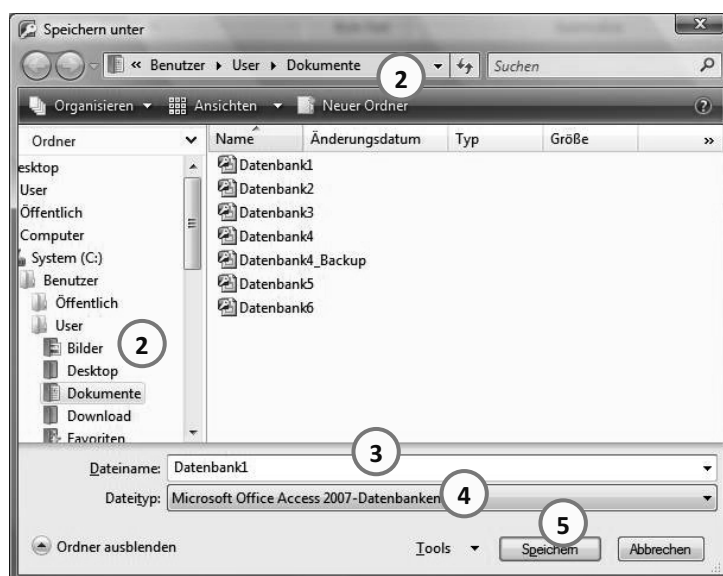 Speichern unter
« Benutzer ▸ User ▸ Dokumente
Suchen
2
Organisieren Ansichten Neuer Ordner
Ordner
Name Änderungsdatum Typ Größe »
esktop
User
Öffentlich
Computer
System (C:)
Benutzer
Öffentlich
User
Bilder
2
Desktop
Dokumente
Download
Favoriten
Datenbank1
Datenbank2
Datenbank3
Datenbank4
Datenbank4_Backup
Datenbank5
Datenbank6
3
Dateiname: Datenbank1
Dateityp: Microsoft Office Access 2007-Datenbanken
4
5
Ordner ausblenden Tools Speichern Abbrechen